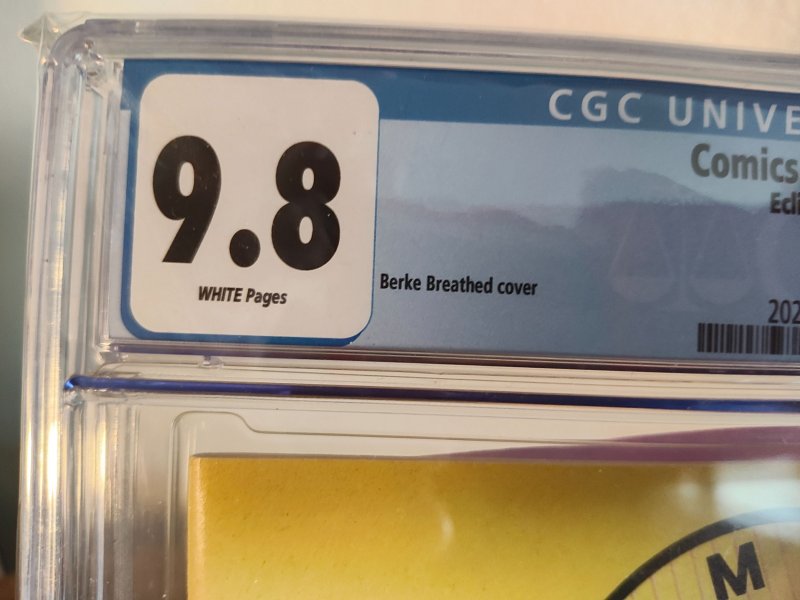 CGC UNIVE
Comics
Ecli
9.8
WHITE Pages
Berke Breathed cover
202
M